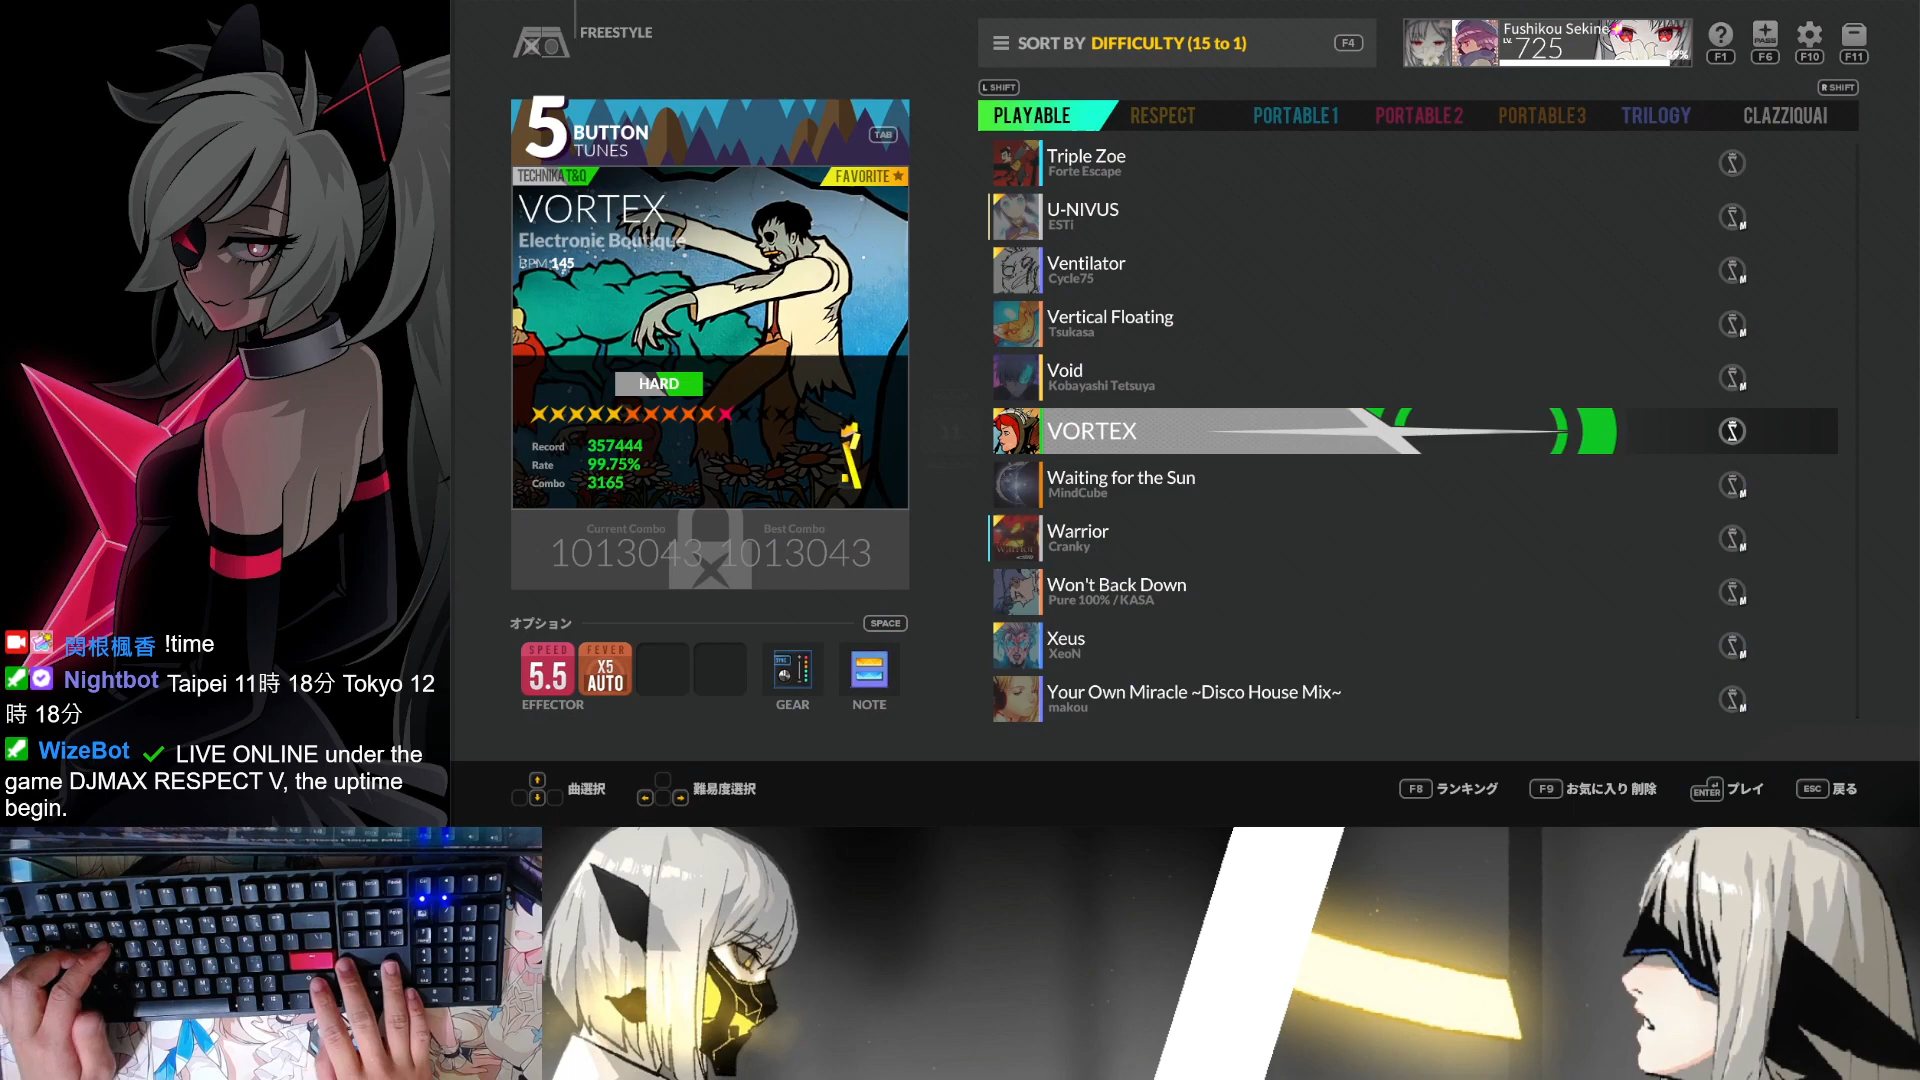 FREESTYLE
SORT BY DIFFICULTY (15 to 1)
F4
Fushikou Sekine
LV. 725
F1
F6
F10
F11
L SHIFT
R SHIFT
PLAYABLE
RESPECT
PORTABLE1
PORTABLE2
PORTABLE3
TRILOGY
CLAZZIQUAI
5 BUTTON
TUNES
TAB
TECHNIKA T&Q
FAVORITE
VORTEX
Electronic Boutique
BPM 145
HARD
Record 357444
Rate 99.75%
Combo 3165
Current Combo
1013043
Best Combo
1013043
オプション
SPACE
SPEED
5.5
FEVER
X5
AUTO
EFFECTOR
GEAR
NOTE
Triple Zoe
Forte Escape
U-NIVUS
ESTi
Ventilator
Cycle75
Vertical Floating
Tsukasa
Void
Kobayashi Tetsuya
11
VORTEX
Waiting for the Sun
MindCube
Warrior
Cranky
Won't Back Down
Pure 100% / KASA
Xeus
XeoN
Your Own Miracle ~Disco House Mix~
makou
曲選択
難易度選択
F8 ランキング
F9 お気に入り 削除
ENTER プレイ
ESC 戻る
関根楓香 !time
Nightbot Taipei 11時 18分 Tokyo 12
時 18分
WizeBot LIVE ONLINE under the
game DJMAX RESPECT V, the uptime
begin.